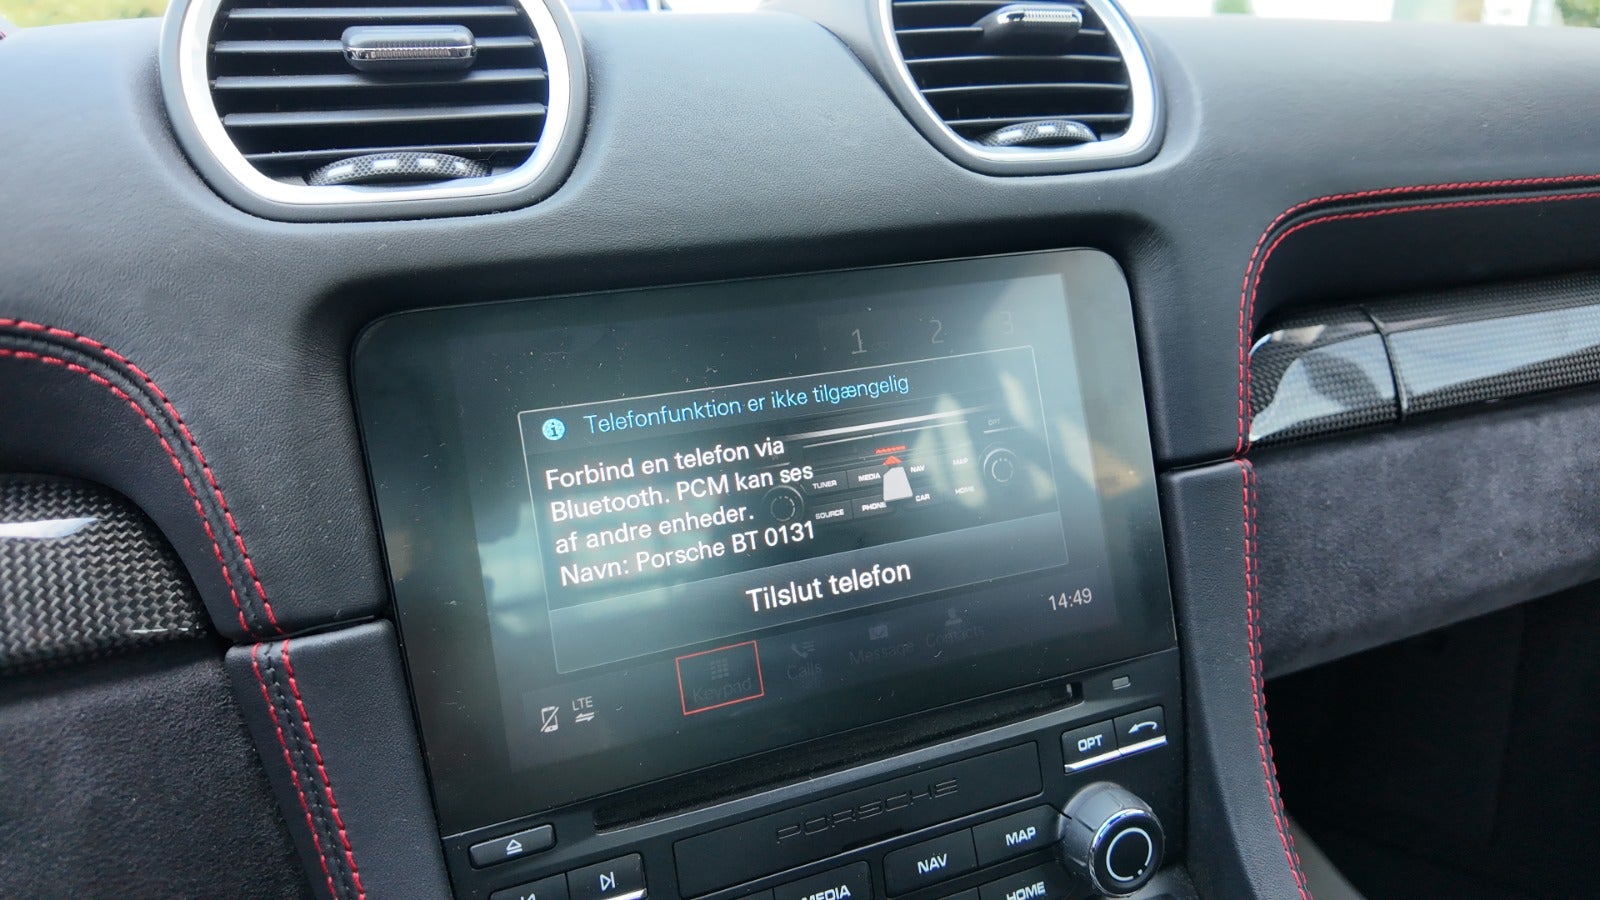 1 2 3
Telefonfunktion er ikke tilgængelig
Forbind en telefon via
Bluetooth. PCM kan ses
af andre enheder.
Navn: Porsche BT 0131
OPT
TUNER MEDIA NAV MAP
SOURCE PHONE CAR HOME
Tilslut telefon
14:49
Keypad Calls Message Contacts
LTE
OPT
PORSCHE
NAV MAP
MEDIA HOME